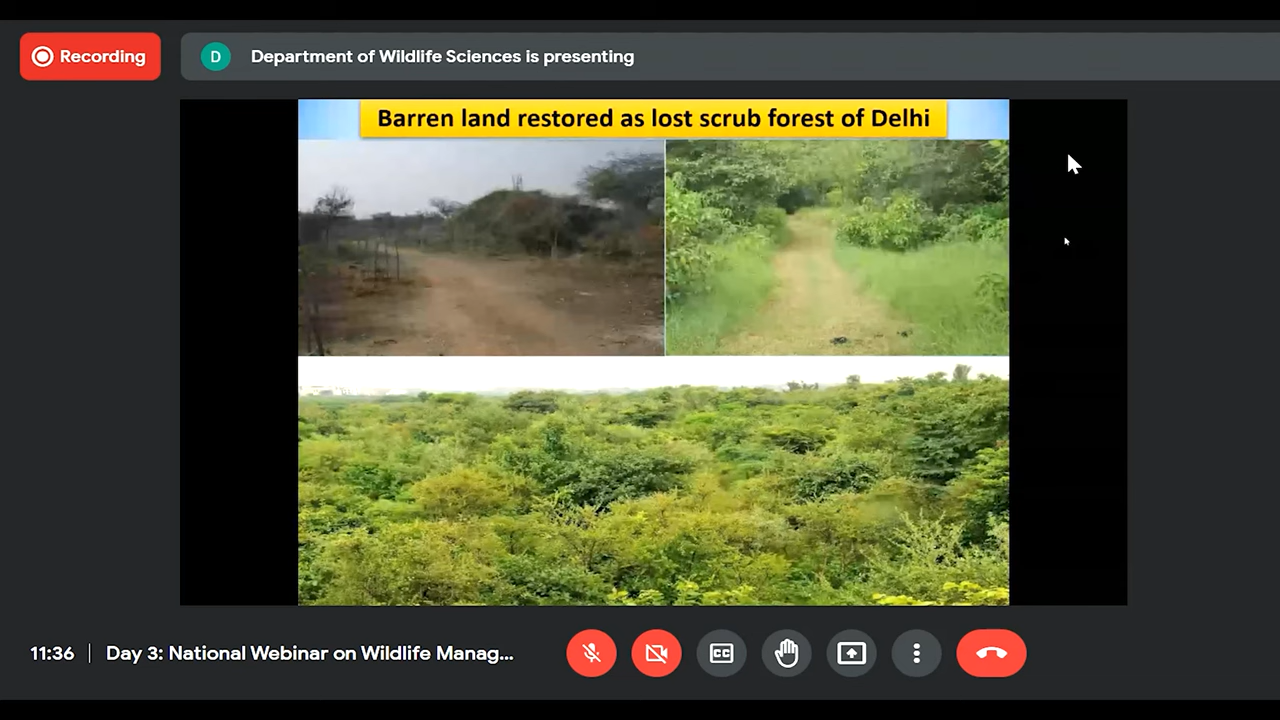 Recording
D
Department of Wildlife Sciences is presenting
Barren land restored as lost scrub forest of Delhi
11:36
Day 3: National Webinar on Wildlife Manag...
CC